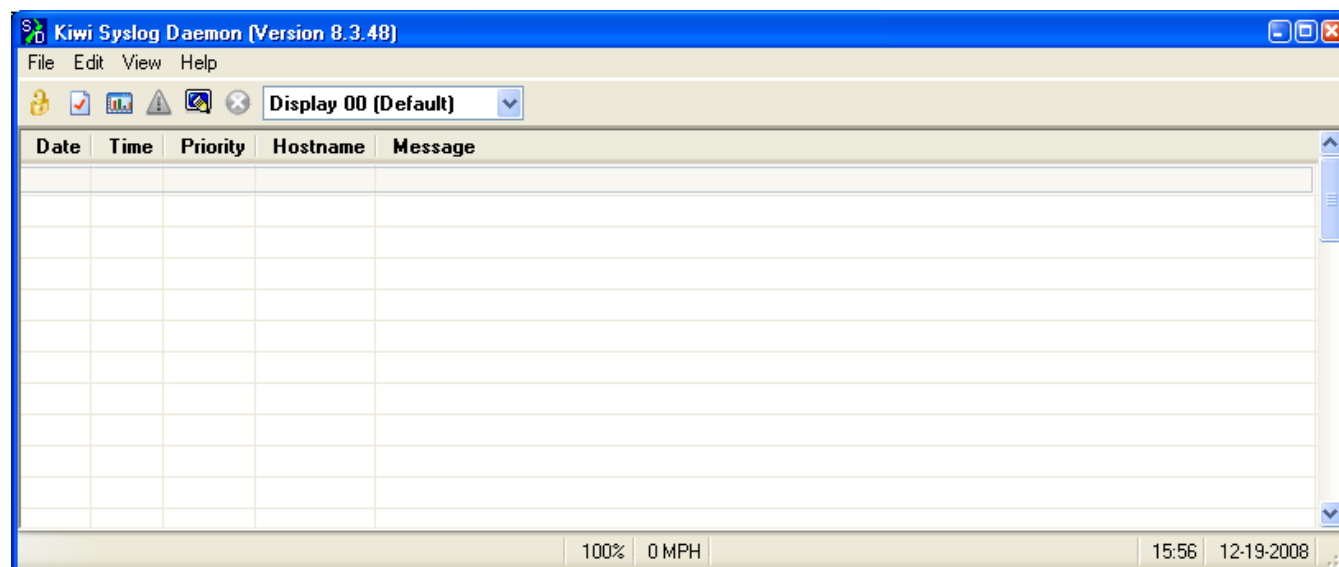 Kiwi Syslog Daemon (Version 8.3.48)
File Edit View Help
Display 00 (Default)
Date Time Priority Hostname Message
100% 0 MPH 15:56 12-19-2008